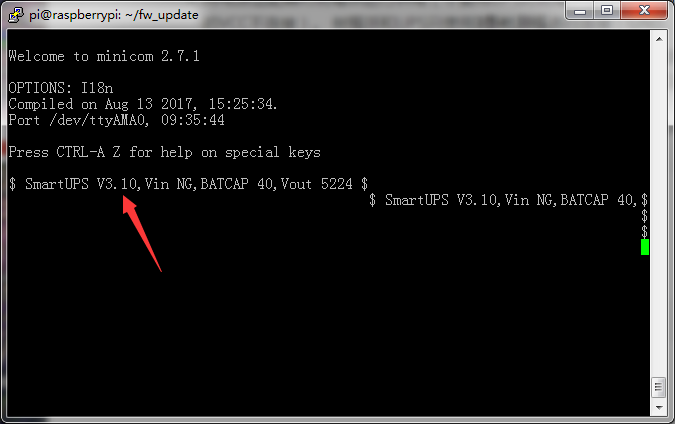 pi@raspberrypi: ~/fw_update
Welcome to minicom 2.7.1
OPTIONS: I18n
Compiled on Aug 13 2017, 15:25:34.
Port /dev/ttyAMA0, 09:35:44
Press CTRL-A Z for help on special keys
$ SmartUPS V3.10,Vin NG,BATCAP 40,Vout 5224 $
$ SmartUPS V3.10,Vin NG,BATCAP 40,$
$
$